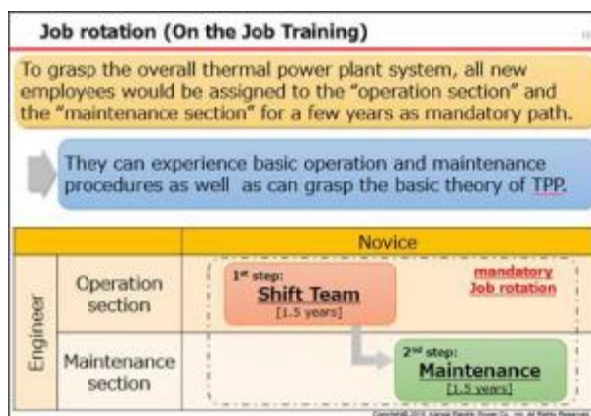 Job rotation (On the Job Training)
To grasp the overall thermal power plant system, all new
employees would be assigned to the “operation section” and
the “maintenance section” for a few years as mandatory path.
They can experience basic operation and maintenance
procedures as well as can grasp the basic theory of TPP.
Novice
Engineer
Operation
section
1st step:
Shift Team
[1.5 years]
mandatory
Job rotation
Maintenance
section
2nd step:
Maintenance
[1.5 years]